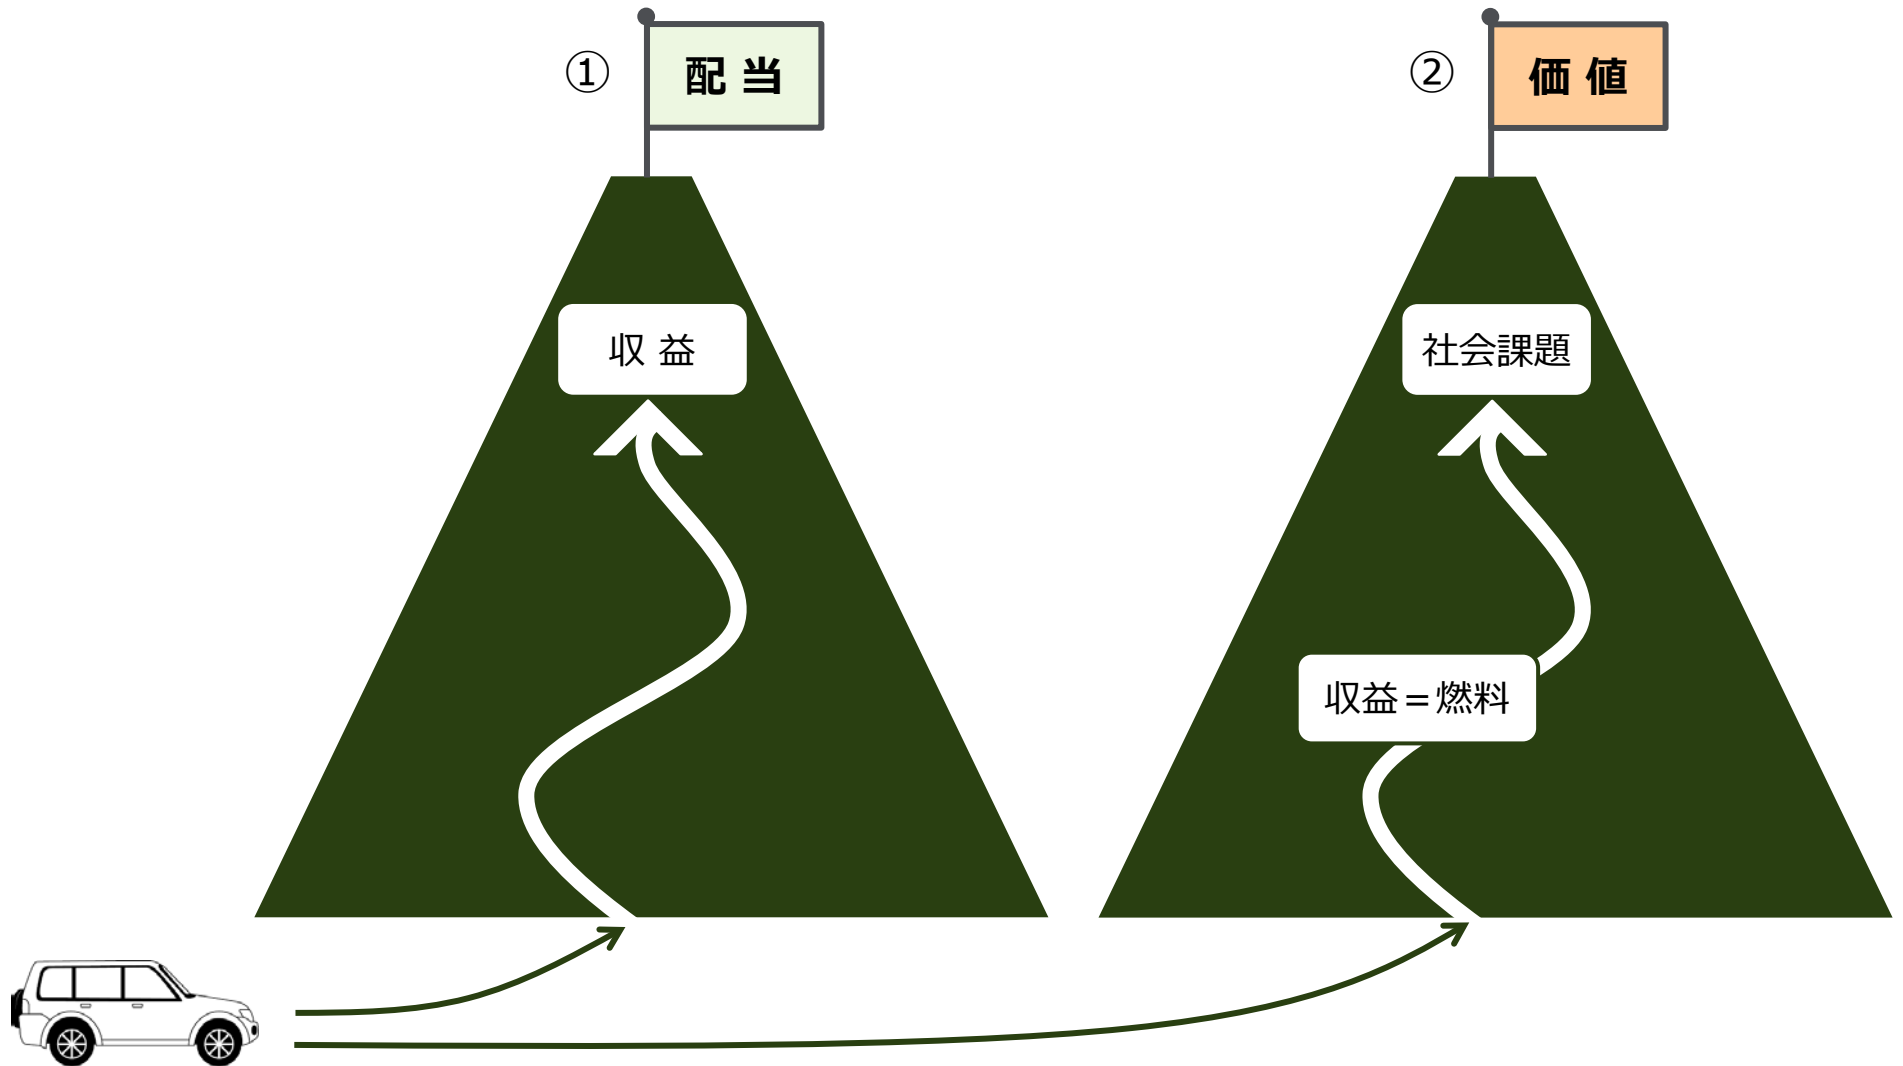 ① 配 当
② 価 値
収 益
社会課題
収益＝燃料